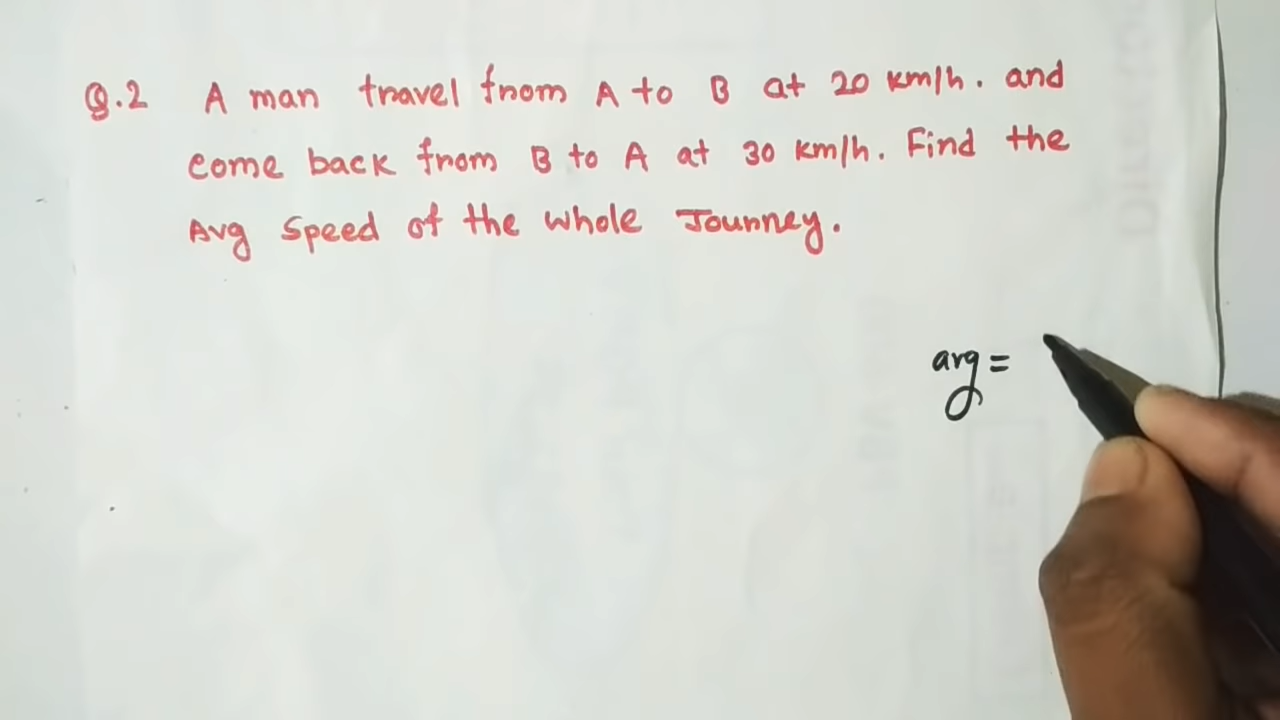 Q.2 A man travel from A to B at 20 km/h. and
come back from B to A at 30 km/h. Find the
Avg Speed of the whole Journey.
avg =